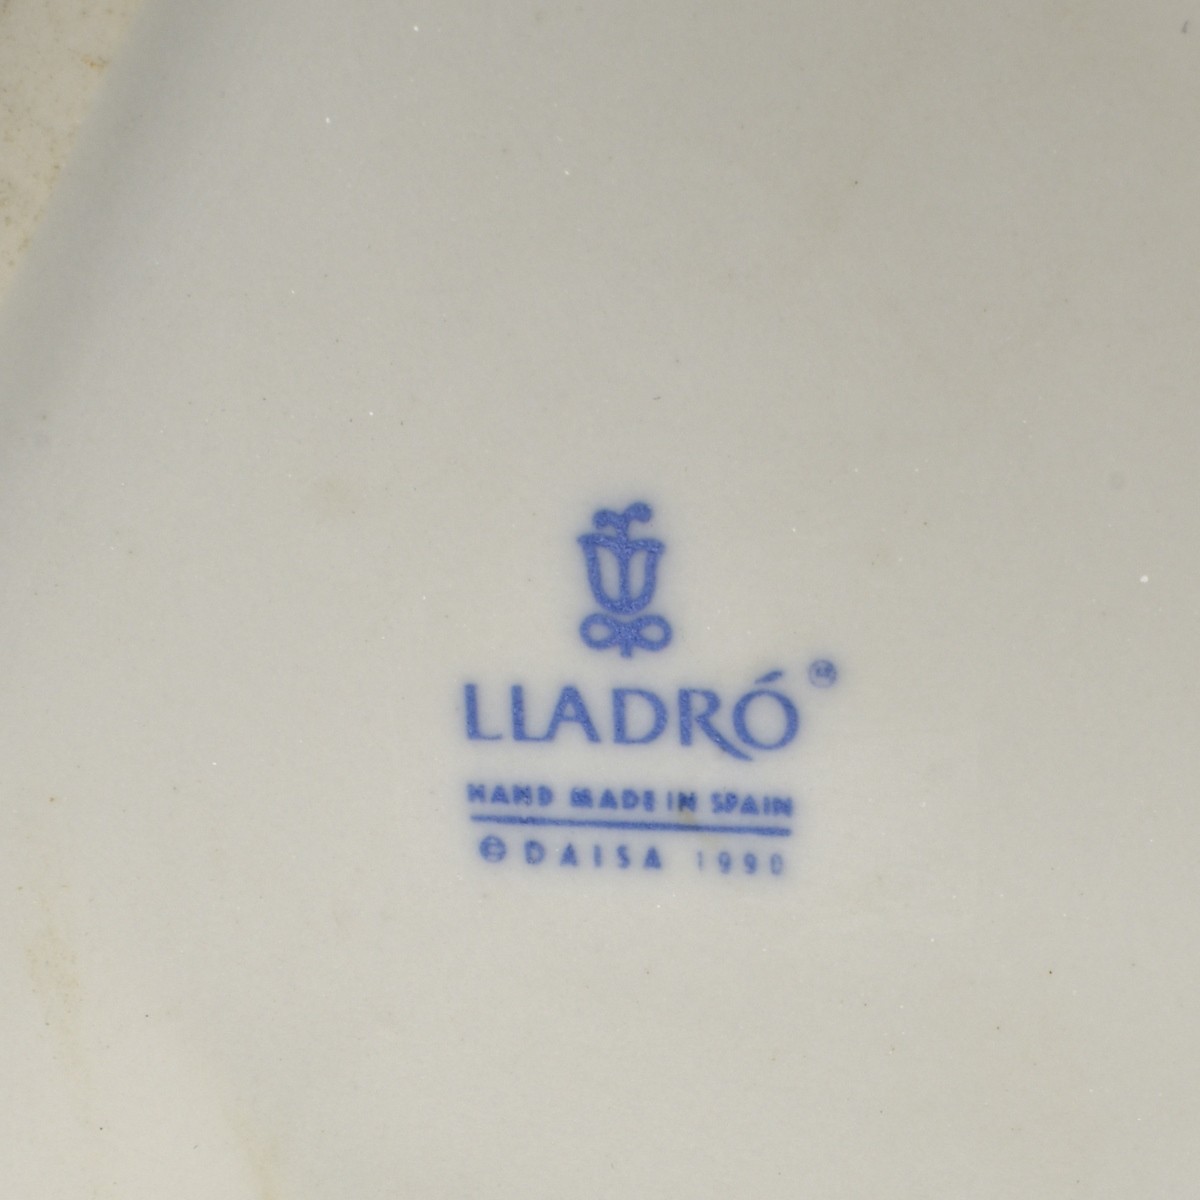 LLADRÓ
HAND MADE IN SPAIN
© DAISA 1990